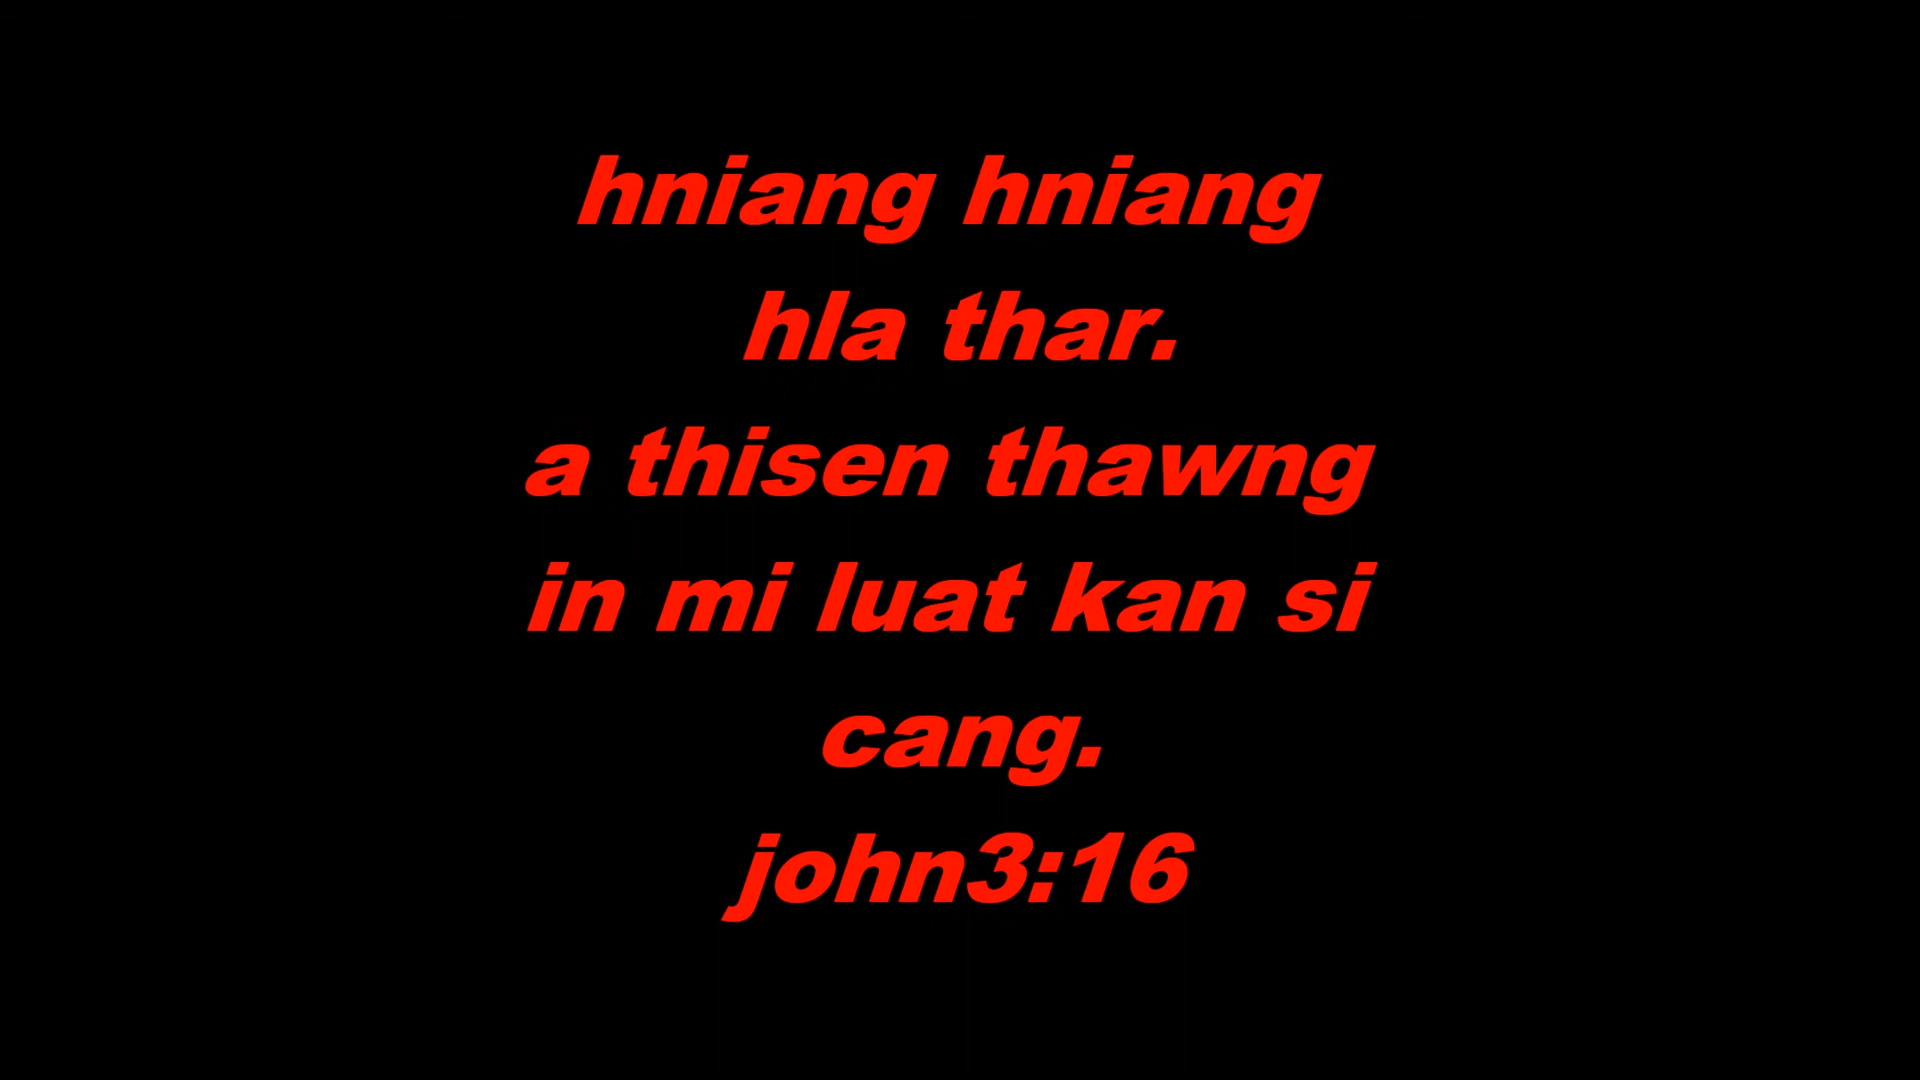 hniang hniang
hla thar.
a thisen thawng
in mi luat kan si
cang.
john3:16